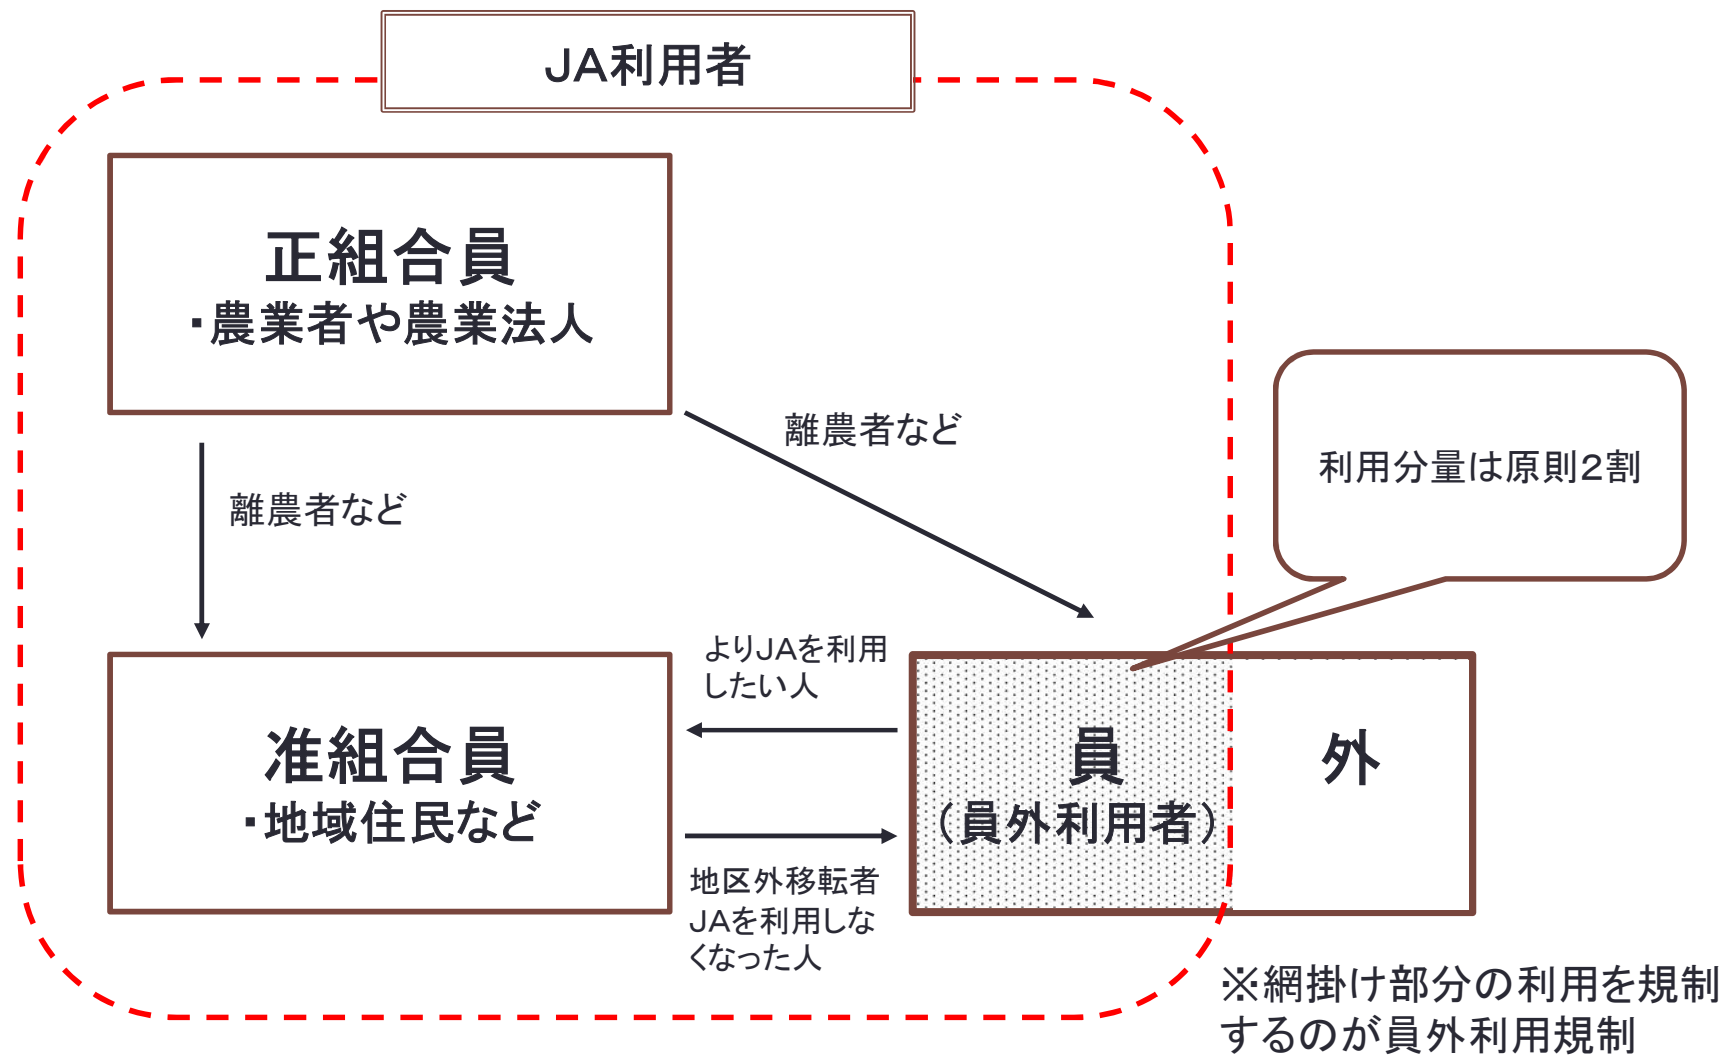 JA利用者
正組合員
・農業者や農業法人
離農者など
離農者など
利用分量は原則2割
よりJAを利用
したい人
准組合員
・地域住民など
員 外
(員外利用者)
地区外移転者
JAを利用しな
くなった人
※網掛け部分の利用を規制
するのが員外利用規制